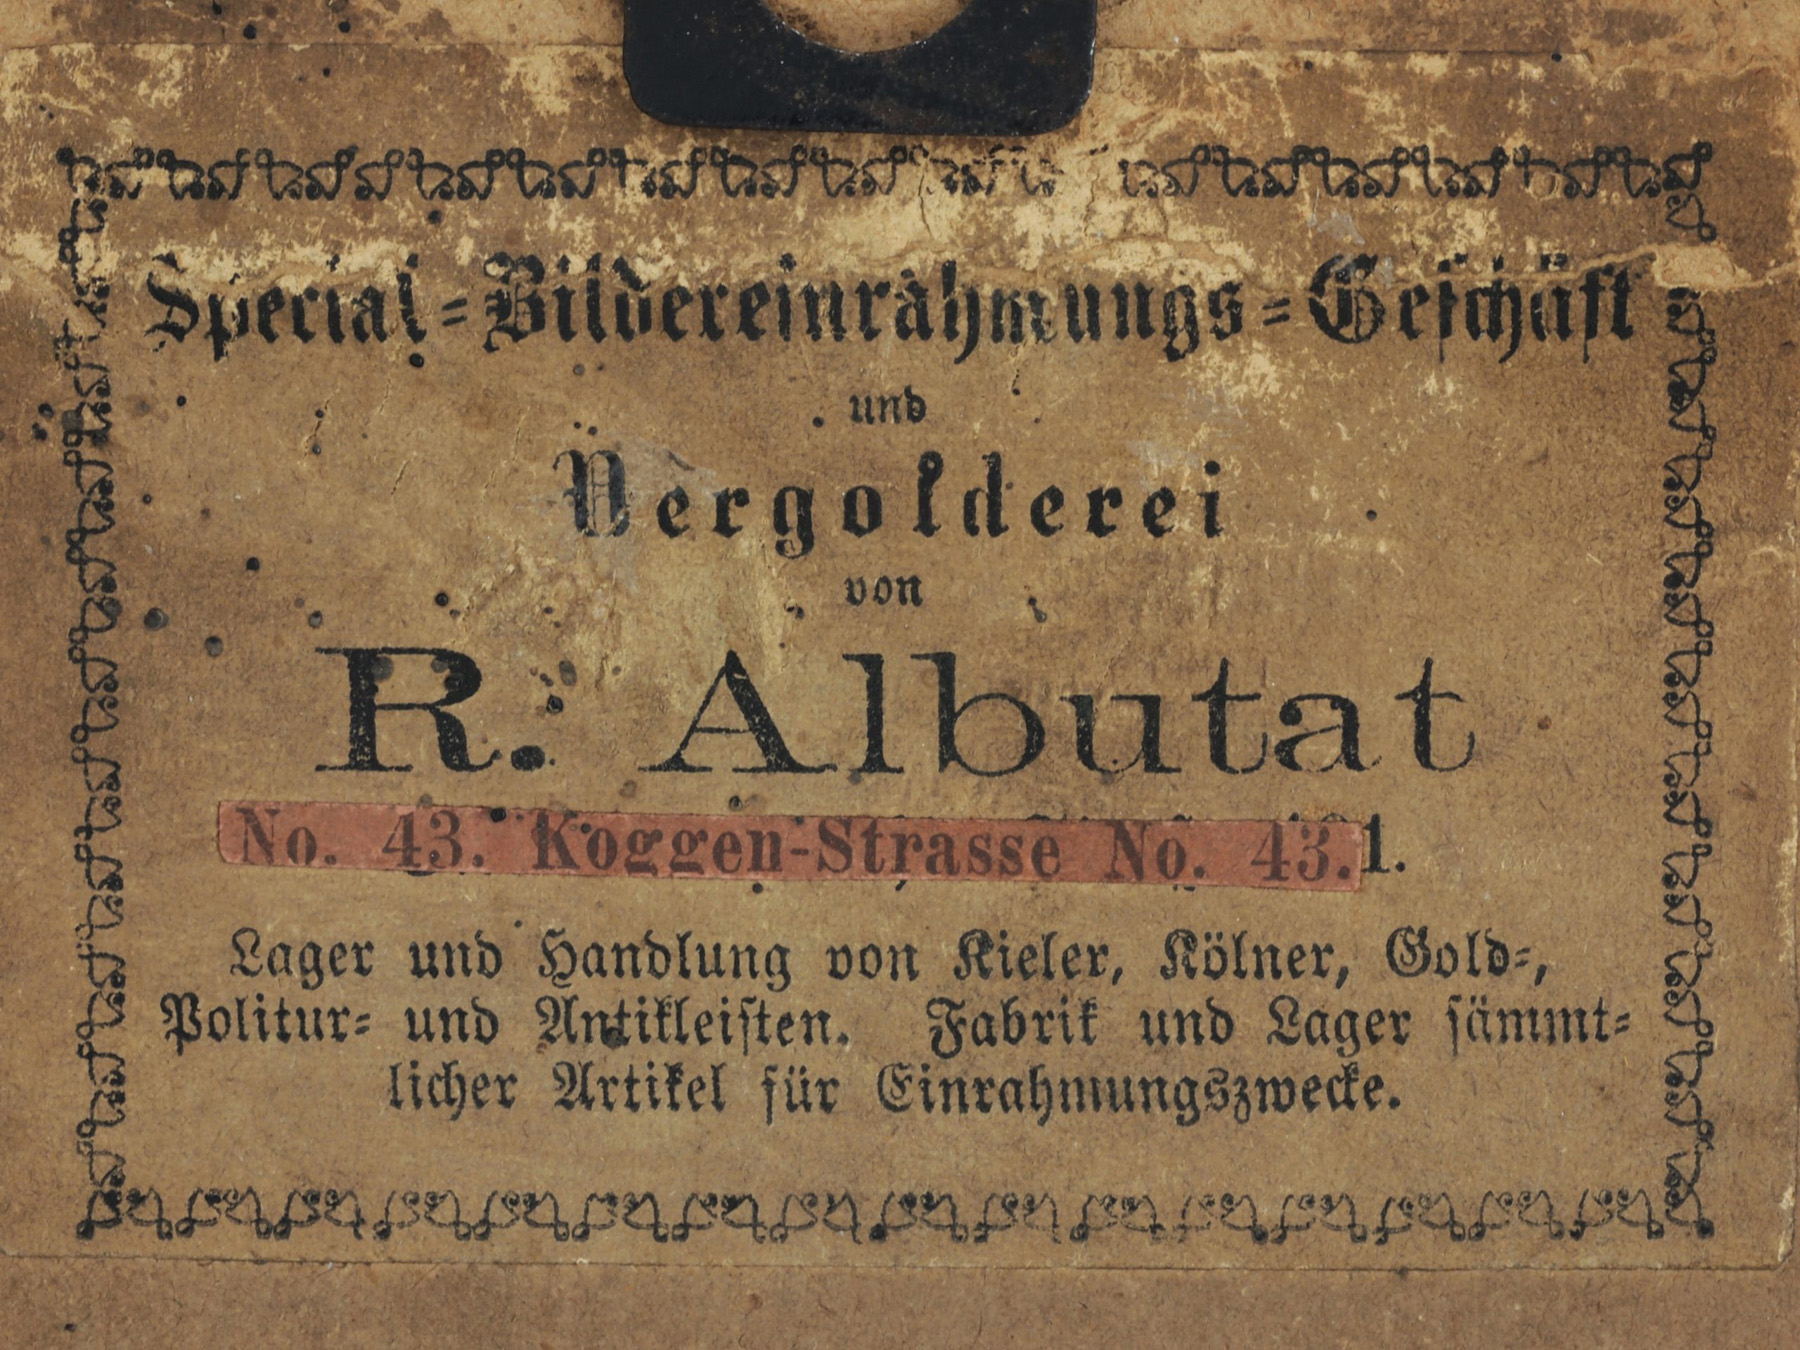 Special-Bildereinrahmungs-Geschäft
und
Vergolderei
von
R. Albutat
No. 43. Koggen-Strasse No. 43.
Lager und Handlung von Kieler, Kölner, Gold-,
Politur- und Antikleisten. Fabrik und Lager sämmt-
licher Artikel für Einrahmungszwecke.